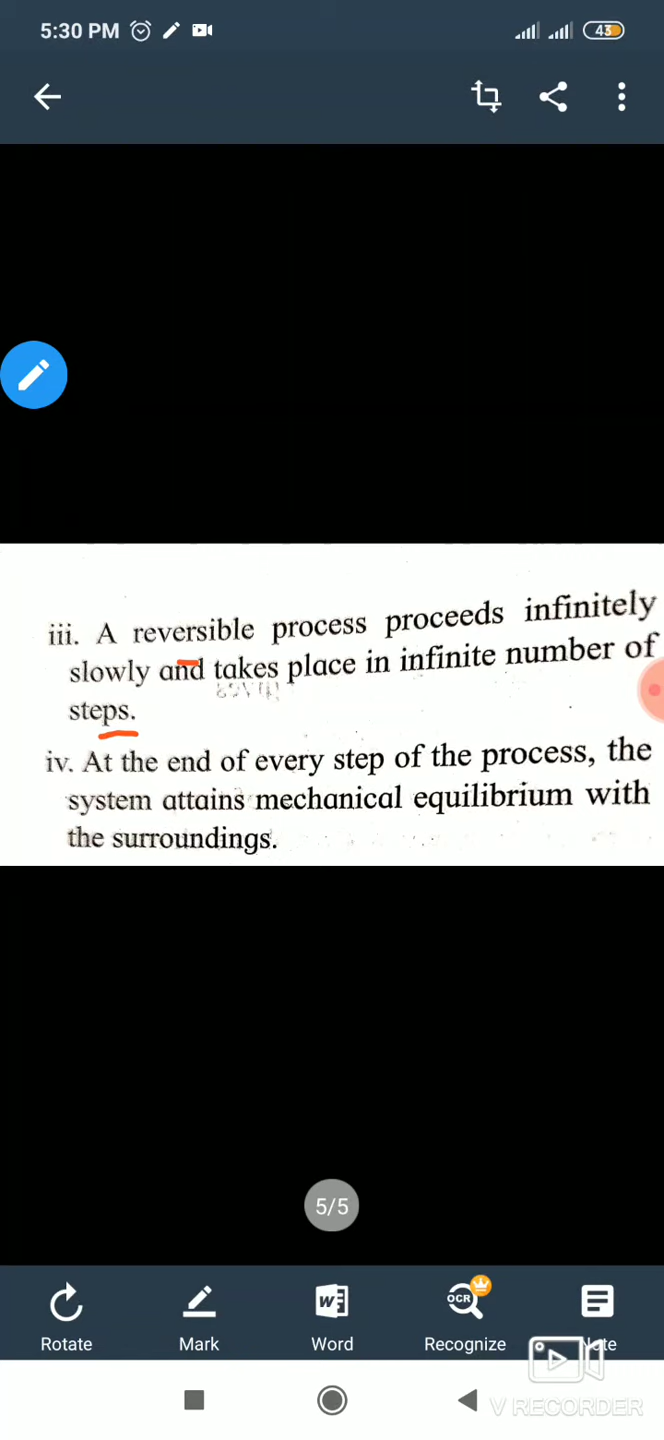 5:30 PM
43
iii. A reversible process proceeds infinitely
slowly and takes place in infinite number of
steps.
iv. At the end of every step of the process, the
system attains mechanical equilibrium with
the surroundings.
5/5
W
OCR
Rotate Mark Word Recognize
V RECORDER